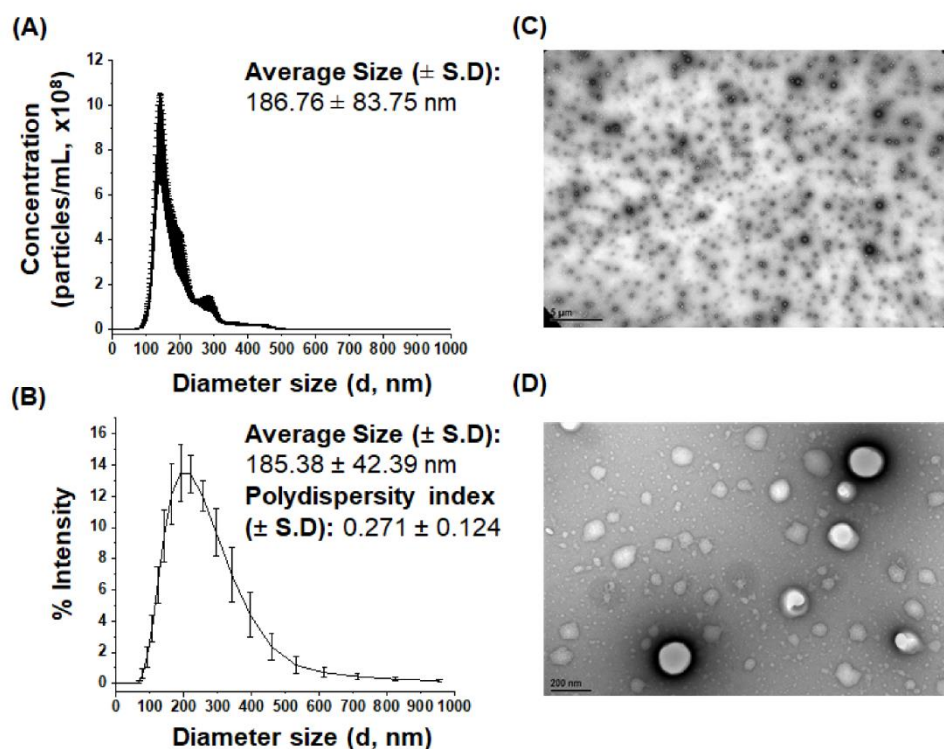 (A)
Concentration
(particles/mL, x10⁸)
12
10
8
6
4
2
0
Average Size (± S.D):
186.76 ± 83.75 nm
0 100 200 300 400 500 600 700 800 900 1000
Diameter size (d, nm)
(B)
% Intensity
16
14
12
10
8
6
4
2
0
Average Size (± S.D):
185.38 ± 42.39 nm
Polydispersity index
(± S.D): 0.271 ± 0.124
0 100 200 300 400 500 600 700 800 900 1000
Diameter size (d, nm)
(C)
5 µm
(D)
200 nm